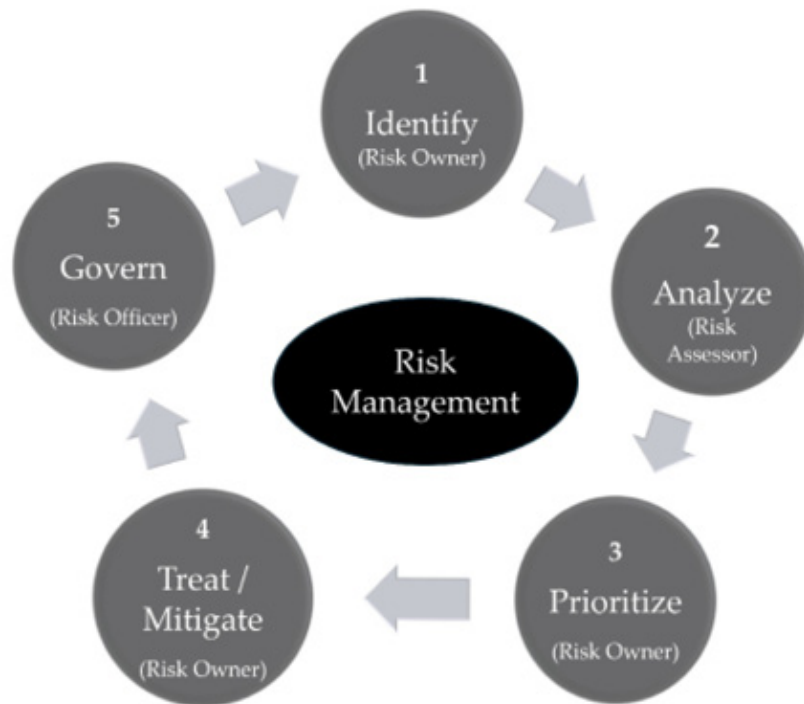 1
Identify
(Risk Owner)
2
Analyze
(Risk
Assessor)
3
Prioritize
(Risk Owner)
4
Treat /
Mitigate
(Risk Owner)
5
Govern
(Risk Officer)
Risk
Management